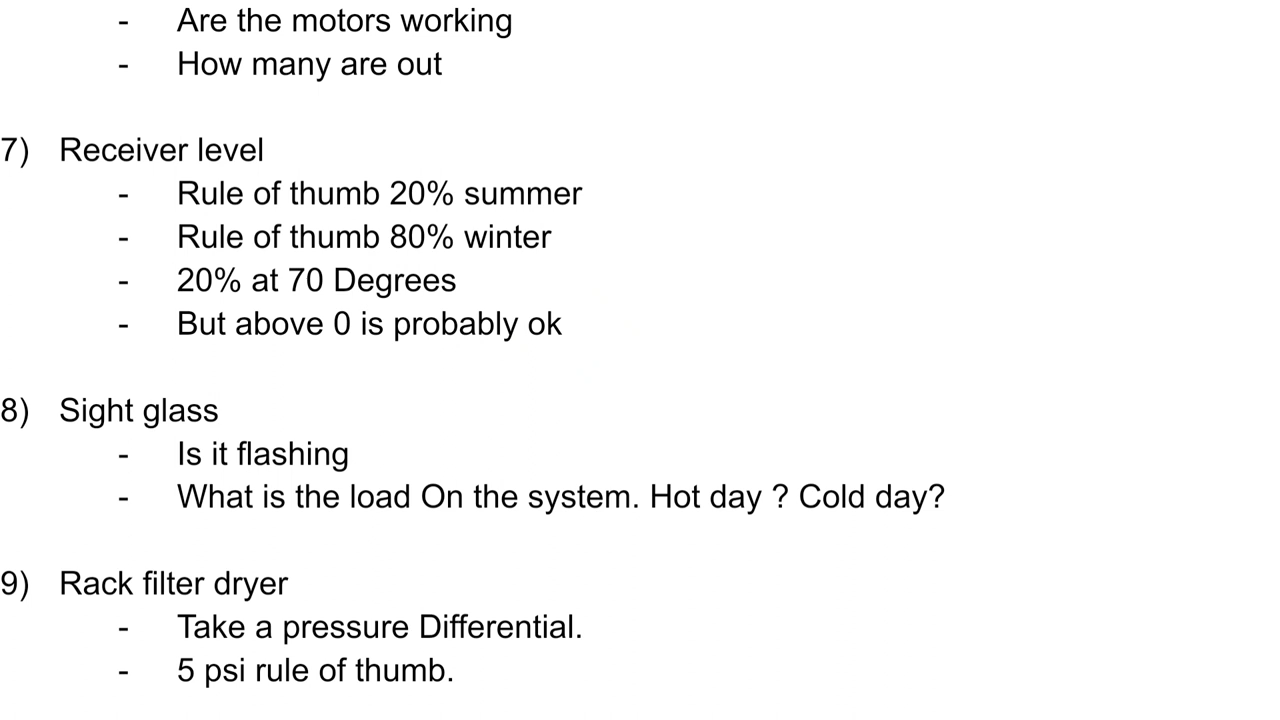 - Are the motors working
- How many are out
7) Receiver level
- Rule of thumb 20% summer
- Rule of thumb 80% winter
- 20% at 70 Degrees
- But above 0 is probably ok
8) Sight glass
- Is it flashing
- What is the load On the system. Hot day ? Cold day?
9) Rack filter dryer
- Take a pressure Differential.
- 5 psi rule of thumb.